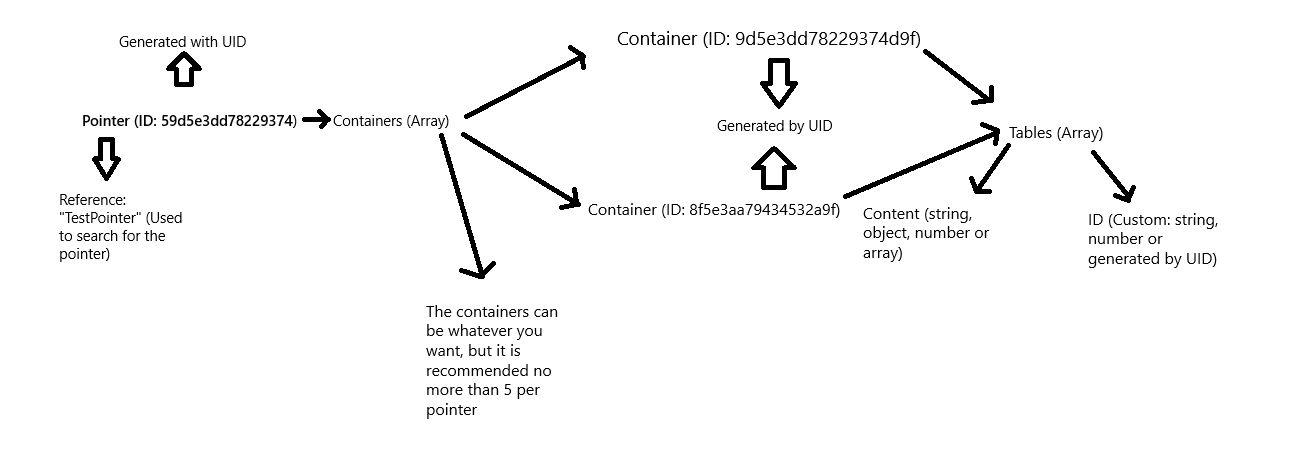 Generated with UID
Pointer (ID: 59d5e3dd78229374)
Reference:
"TestPointer" (Used
to search for the
pointer)
Containers (Array)
The containers can
be whatever you
want, but it is
recommended no
more than 5 per
pointer
Container (ID: 9d5e3dd78229374d9f)
Generated by UID
Container (ID: 8f5e3aa79434532a9f)
Tables (Array)
Content (string,
object, number or
array)
ID (Custom: string,
number or
generated by UID)